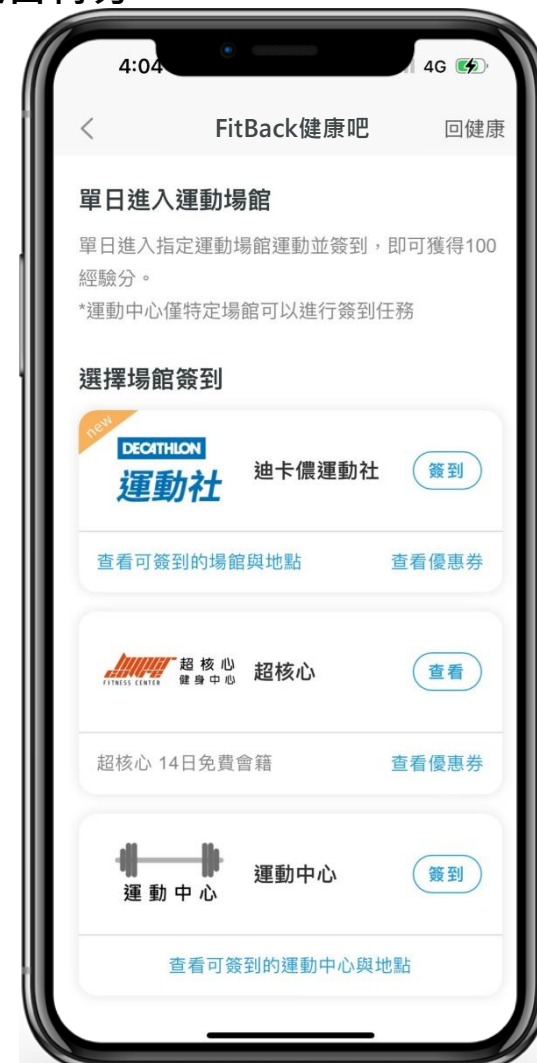 4:04
4G
FitBack健康吧
回健康
單日進入運動場館
單日進入指定運動場館運動並簽到，即可獲得100
經驗分。
*運動中心僅特定場館可以進行簽到任務
選擇場館簽到
new
DECATHLON
運動社
迪卡儂運動社
簽到
查看可簽到的場館與地點
查看優惠券
FITNESS CENTER
超核心
健身中心
超核心
查看
超核心 14日免費會籍
查看優惠券
運動中心
運動中心
簽到
查看可簽到的運動中心與地點